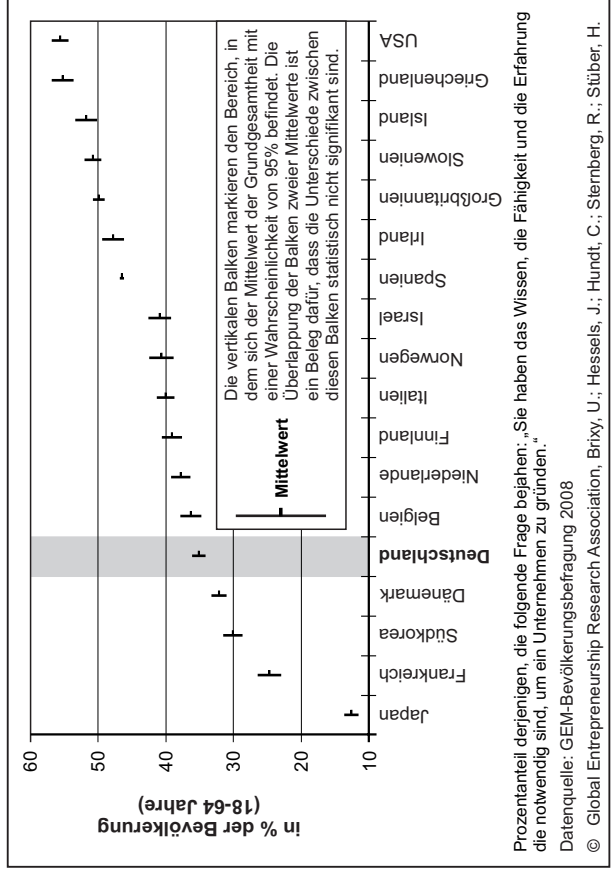 in % der Bevölkerung
(18-64 Jahre)
60
50
40
30
20
10
Japan
Frankreich
Südkorea
Dänemark
Deutschland
Belgien
Niederlande
Finnland
Italien
Norwegen
Israel
Spanien
Irland
Großbritannien
Slowenien
Island
Griechenland
USA
Mittelwert
Die vertikalen Balken markieren den Bereich, in
dem sich der Mittelwert der Grundgesamtheit mit
einer Wahrscheinlichkeit von 95% befindet. Die
Überlappung der Balken zweier Mittelwerte ist
ein Beleg dafür, dass die Unterschiede zwischen
diesen Balken statistisch nicht signifikant sind.
Prozentanteil derjenigen, die folgende Frage bejahen: „Sie haben das Wissen, die Fähigkeit und die Erfahrung
die notwendig sind, um ein Unternehmen zu gründen.“
Datenquelle: GEM-Bevölkerungsbefragung 2008
© Global Entrepreneurship Research Association, Brixy, U.; Hessels, J.; Hundt, C.; Sternberg, R.; Stüber, H.